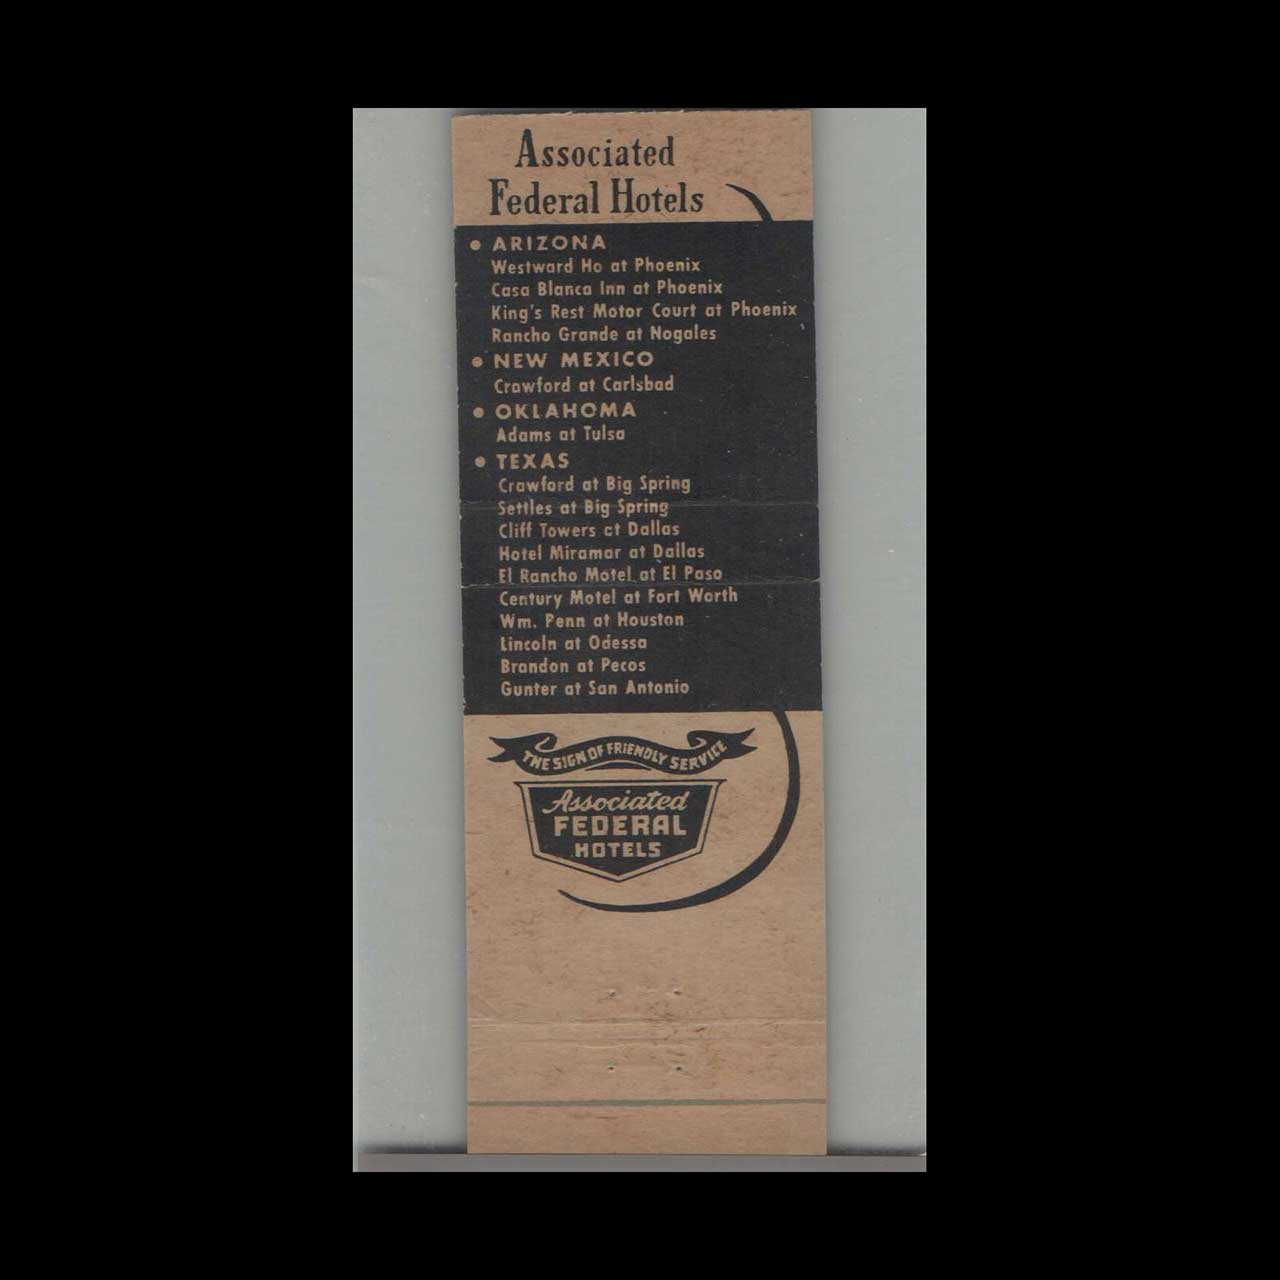 Associated
Federal Hotels
• ARIZONA
Westward Ho at Phoenix
Casa Blanca Inn at Phoenix
King's Rest Motor Court at Phoenix
Rancho Grande at Nogales
• NEW MEXICO
Crawford at Carlsbad
• OKLAHOMA
Adams at Tulsa
• TEXAS
Crawford at Big Spring
Settles at Big Spring
Cliff Towers at Dallas
Hotel Miramar at Dallas
El Rancho Motel at El Paso
Century Motel at Fort Worth
Wm. Penn at Houston
Lincoln at Odessa
Brandon at Pecos
Gunter at San Antonio
THE SIGN OF FRIENDLY SERVICE
Associated
FEDERAL
HOTELS